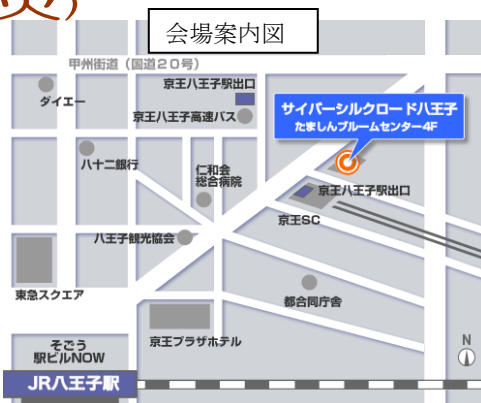 会場案内図
甲州街道（国道２０号）
ダイエー
京王八王子駅出口
京王八王子高速バス
サイバーシルクロード八王子
たましんブルームセンター4F
八十二銀行
仁和会
総合病院
京王八王子駅出口
京王SC
八王子観光協会
東急スクエア
都合同庁舎
京王プラザホテル
そごう
駅ビルNOW
N
JR八王子駅